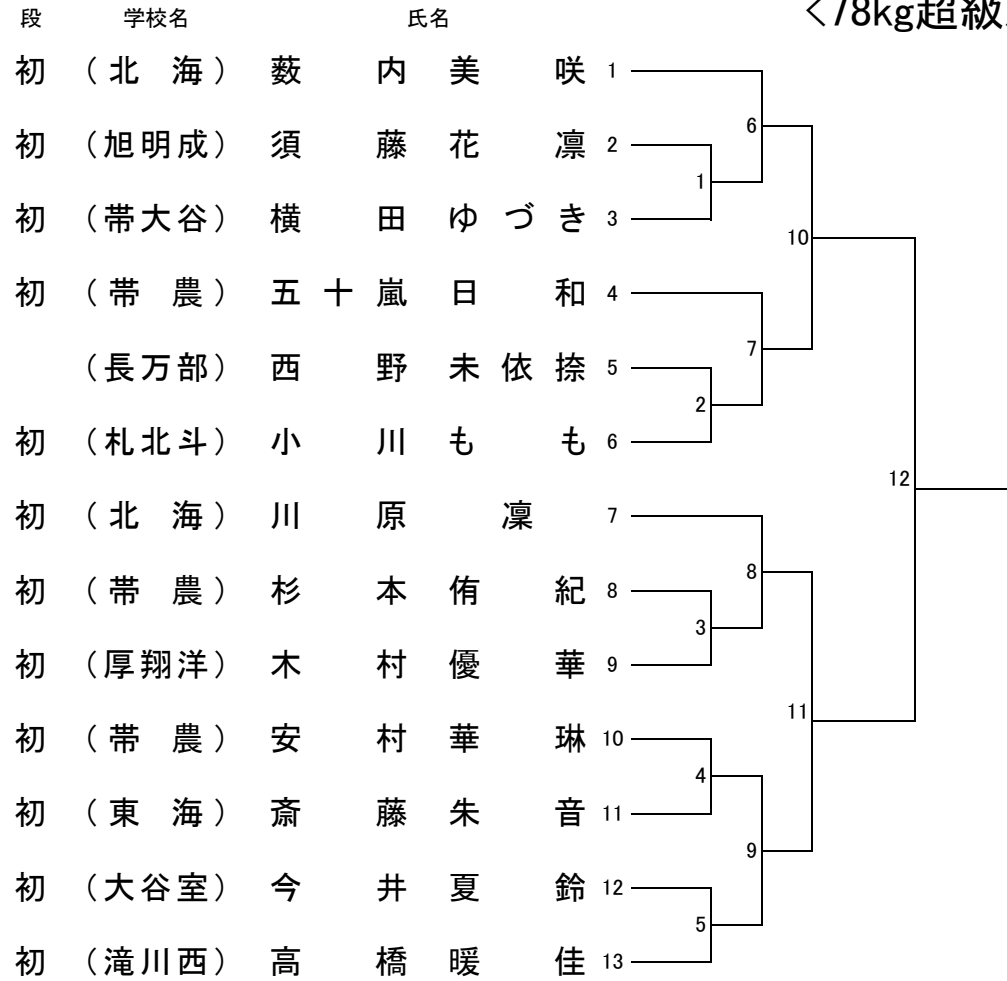 <78kg超級
段 学校名 氏名
初 (北 海) 薮 内 美 咲 1
6
初 (旭明成) 須 藤 花 凛 2
1
初 (帯大谷) 横 田 ゆ づ き 3
10
初 (帯 農) 五 十 嵐 日 和 4
7
(長万部) 西 野 未 依 捺 5
2
初 (札北斗) 小 川 も も 6
12
初 (北 海) 川 原 凜 7
8
初 (帯 農) 杉 本 侑 紀 8
3
初 (厚翔洋) 木 村 優 華 9
11
初 (帯 農) 安 村 華 琳 10
4
初 (東 海) 斎 藤 朱 音 11
9
初 (大谷室) 今 井 夏 鈴 12
5
初 (滝川西) 高 橋 暖 佳 13